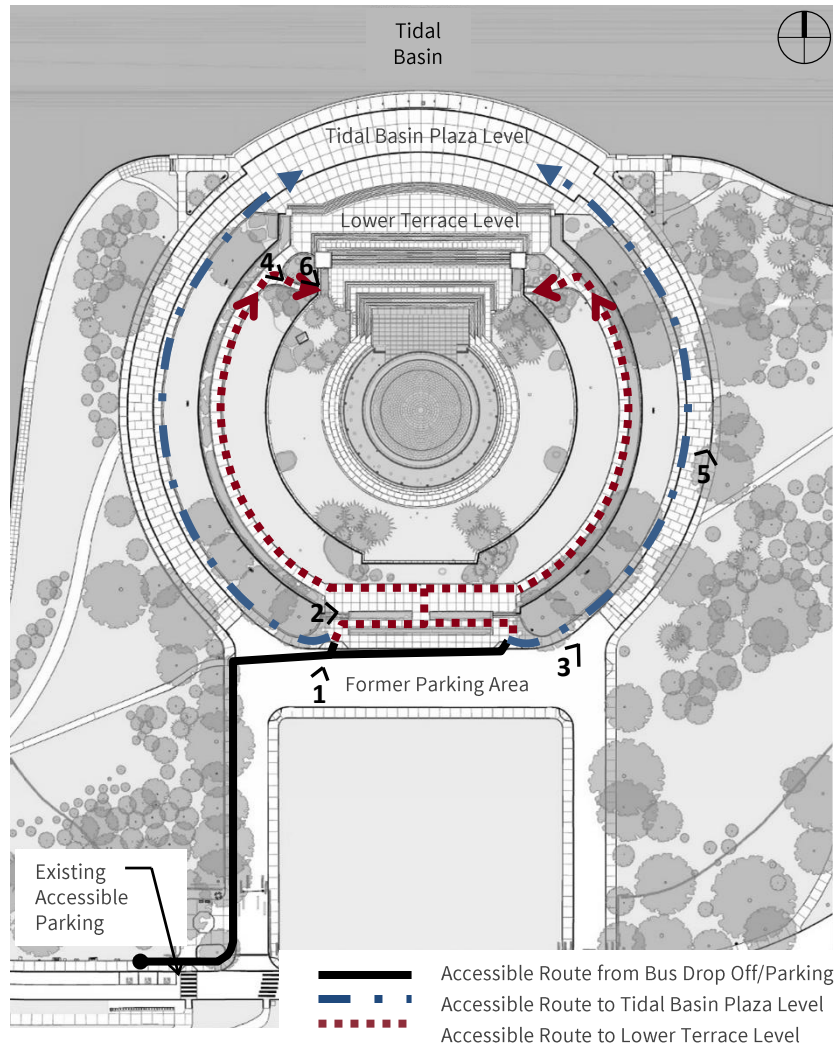 Tidal
Basin
Tidal Basin Plaza Level
Lower Terrace Level
4
6
5
2
3
1
Former Parking Area
Existing
Accessible
Parking
Accessible Route from Bus Drop Off/Parking
Accessible Route to Tidal Basin Plaza Level
Accessible Route to Lower Terrace Level